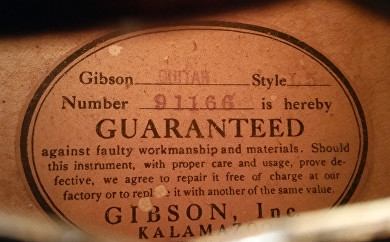 Gibson GUITAR Style L5
Number 91166 is hereby
GUARANTEED
against faulty workmanship and materials. Should
this instrument, with proper care and usage, prove de-
fective, we agree to repair it free of charge at our
factory or to replace it with another of the same value.
GIBSON, Inc.
KALAMAZOO